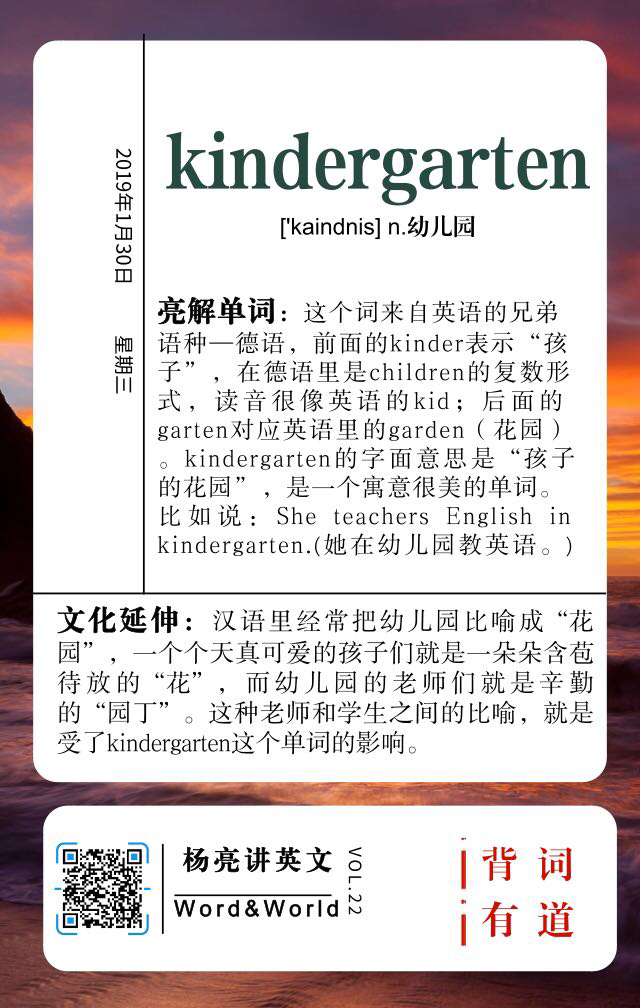 2019年1月30日 星期三
kindergarten
['kaindnis] n.幼儿园
亮解单词：这个词来自英语的兄弟
语种—德语，前面的kinder表示“孩
子”，在德语里是children的复数形
式，读音很像英语的kid；后面的
garten对应英语里的garden（花园）
。kindergarten的字面意思是“孩子
的花园”，是一个寓意很美的单词。
比如说：She teachers English in
kindergarten.(她在幼儿园教英语。)
文化延伸：汉语里经常把幼儿园比喻成“花
园”，一个个天真可爱的孩子们就是一朵朵含苞
待放的“花”，而幼儿园的老师们就是辛勤
的“园丁”。这种老师和学生之间的比喻，就是
受了kindergarten这个单词的影响。
杨亮讲英文
Word&World
VOL.22
背词
有道